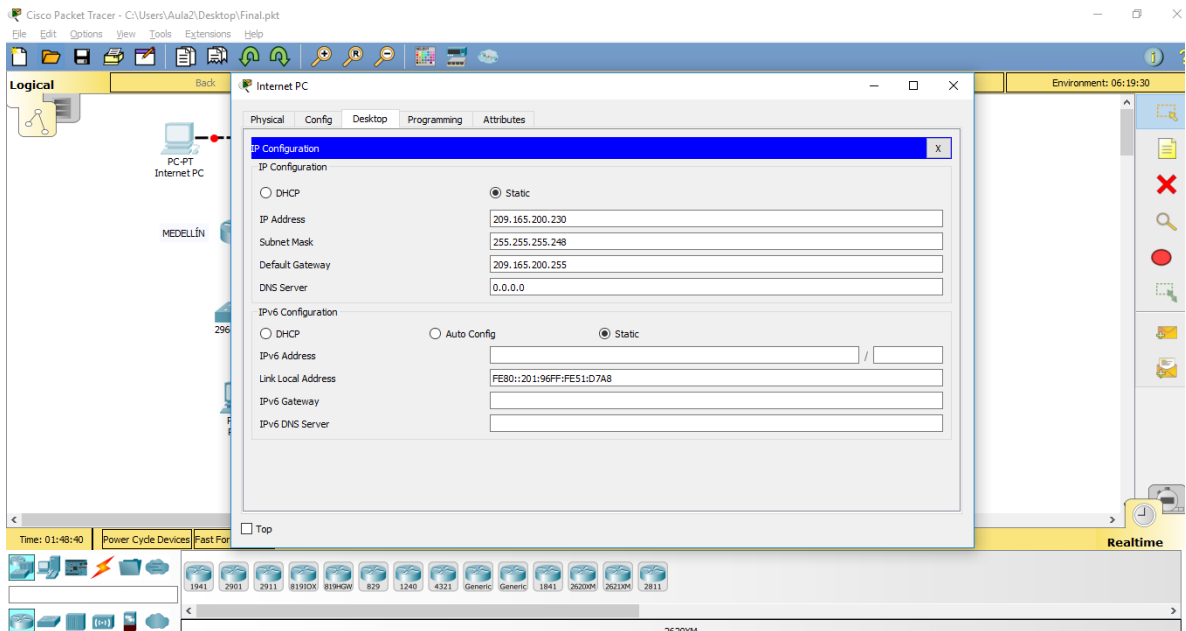 Cisco Packet Tracer - C:\Users\Aula2\Desktop\Final.pkt
File Edit Options View Tools Extensions Help
Logical
Back
Environment: 06:19:30
Internet PC
Physical Config Desktop Programming Attributes
IP Configuration
X
IP Configuration
DHCP
Static
IP Address
209.165.200.230
Subnet Mask
255.255.255.248
Default Gateway
209.165.200.255
DNS Server
0.0.0.0
IPv6 Configuration
DHCP
Auto Config
Static
IPv6 Address
/
Link Local Address
FE80::201:96FF:FE51:D7A8
IPv6 Gateway
IPv6 DNS Server
Top
PC-PT
Internet PC
MEDELLÍN
296
Time: 01:48:40
Power Cycle Devices
Fast For
Realtime
1941 2901 2911 819IOX 819HGW 829 1240 4321 Generic Generic 1841 2620XM 2621XM 2811